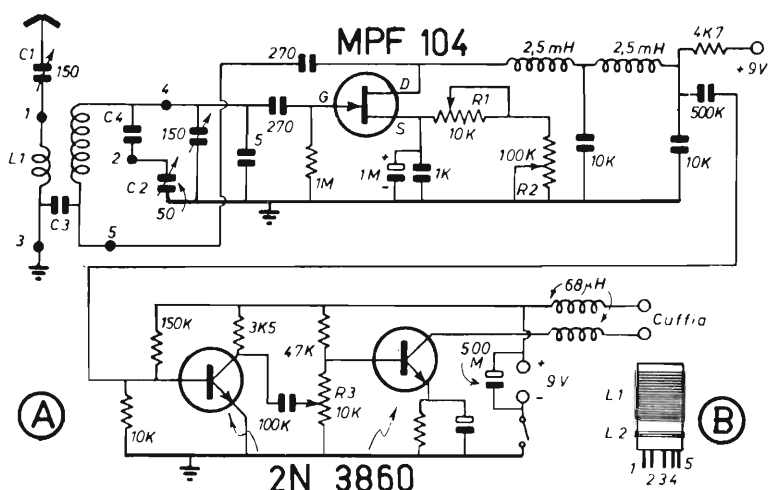 MPF 104
C1
150
1
L1
3
C3
C4
4
2
C2
50
5
150
5
270
270
G
D
S
1M
+
1M
-
1K
R1
10K
100K
R2
2,5 mH
2,5 mH
10K
10K
4K7
+9V
500K
A
150K
10K
3K5
100K
47K
R3
10K
2N 3860
500
M
+
9V
-
68µH
Cuffia
L1
L2
1 2 3 4 5
B